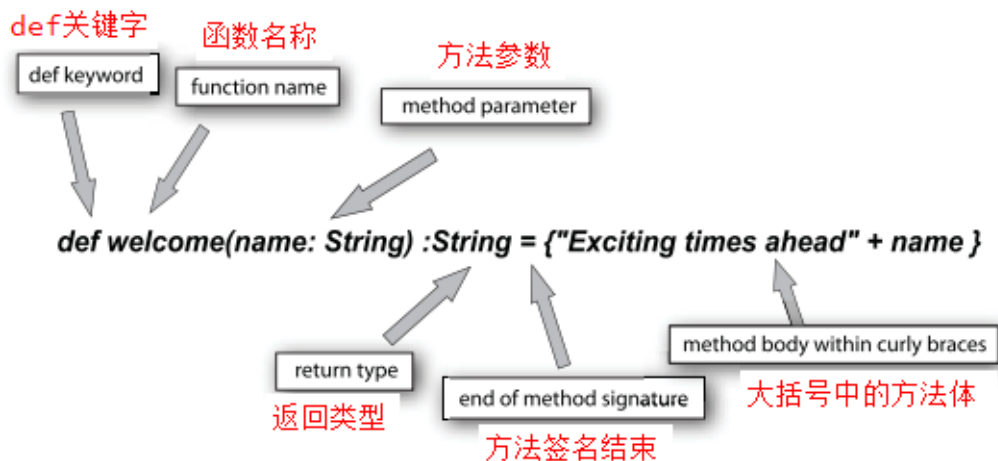 def关键字
函数名称
方法参数
def keyword
function name
method parameter
def welcome(name: String) :String = {"Exciting times ahead" + name }
return type
end of method signature
method body within curly braces
返回类型
方法签名结束
大括号中的方法体